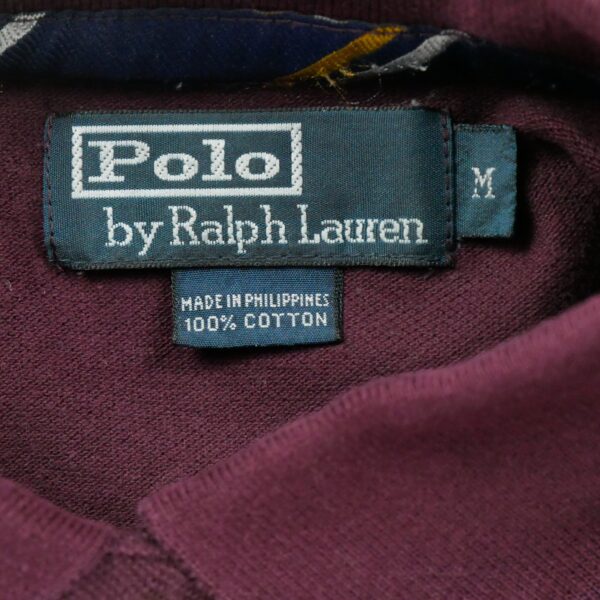 Polo
by Ralph Lauren
M
MADE IN PHILIPPINES
100% COTTON